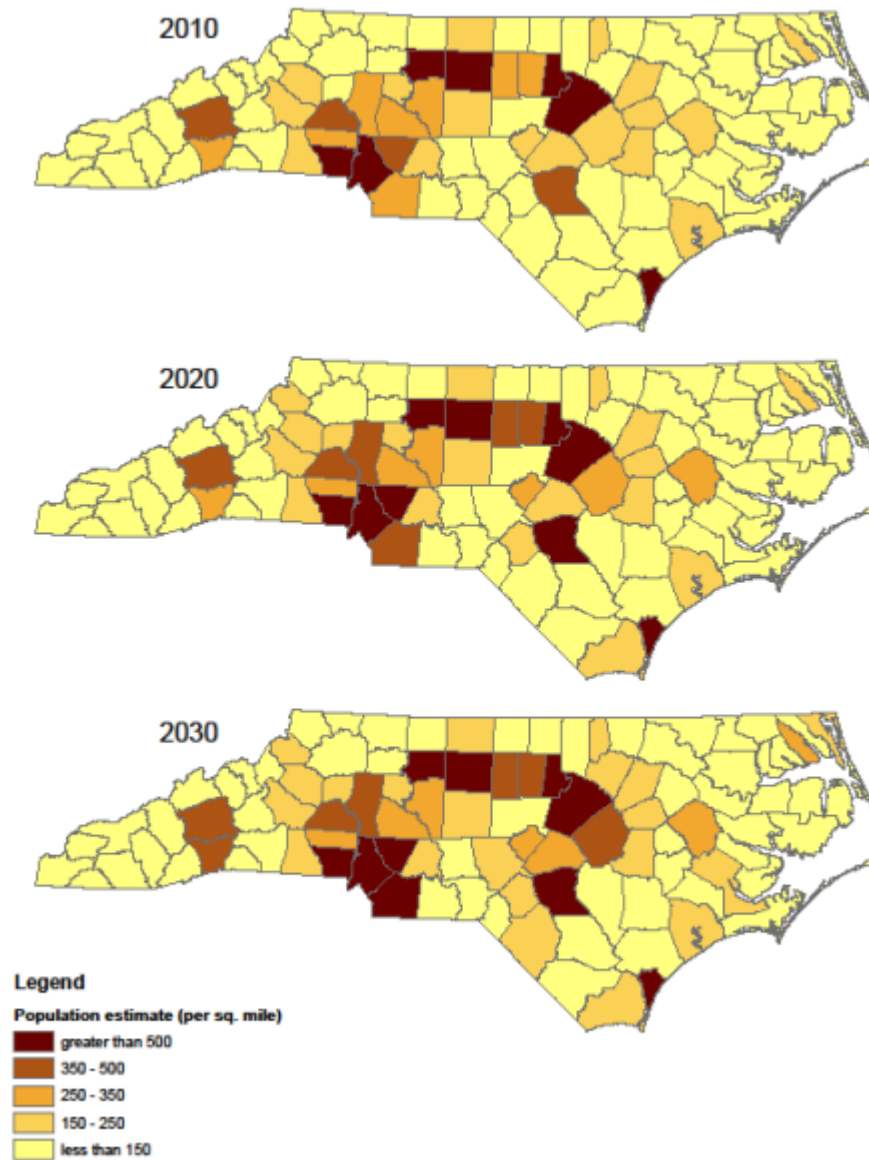 2010
2020
2030
Legend
Population estimate (per sq. mile)
greater than 500
350 - 500
250 - 350
150 - 250
less than 150